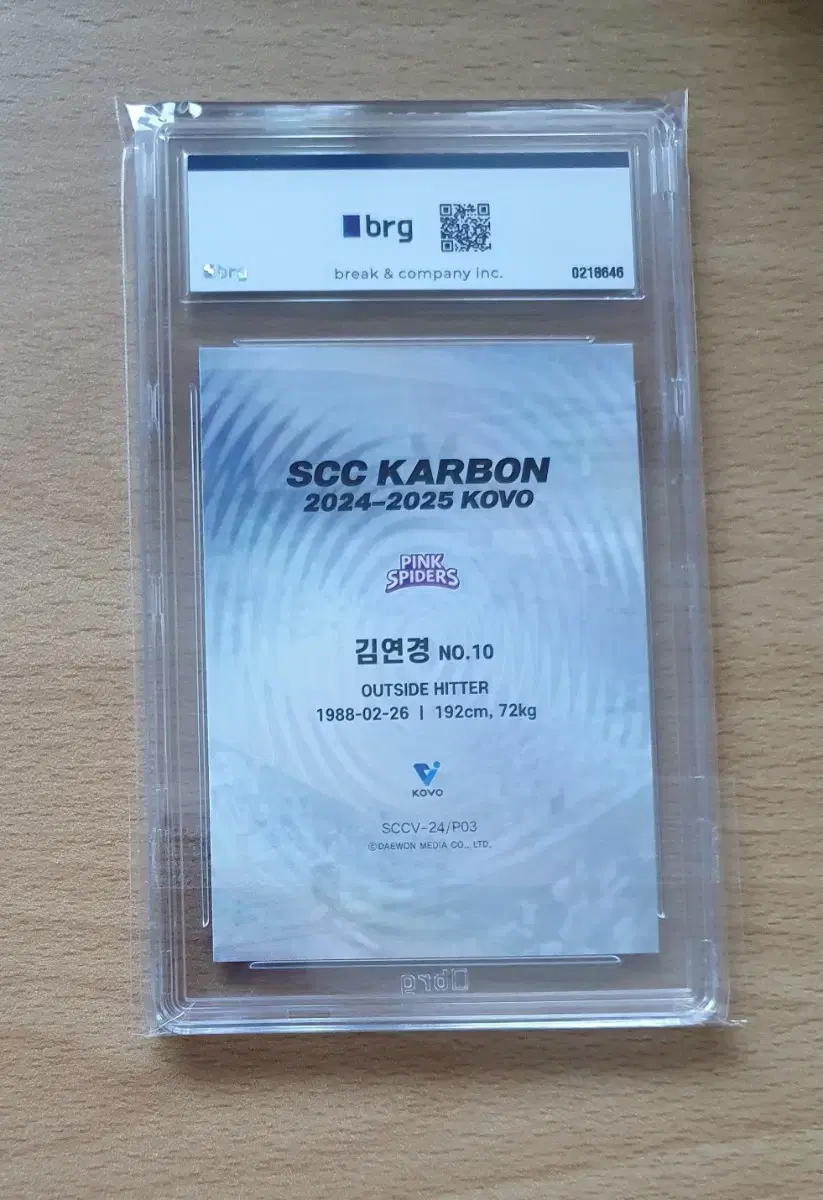 brg
brg
break & company inc.
0218646
SCC KARBON
2024-2025 KOVO
PINK
SPIDERS
김연경 NO.10
OUTSIDE HITTER
1988-02-26 | 192cm, 72kg
KOVO
SCCV-24/P03
©DAEWON MEDIA CO., LTD.
brg